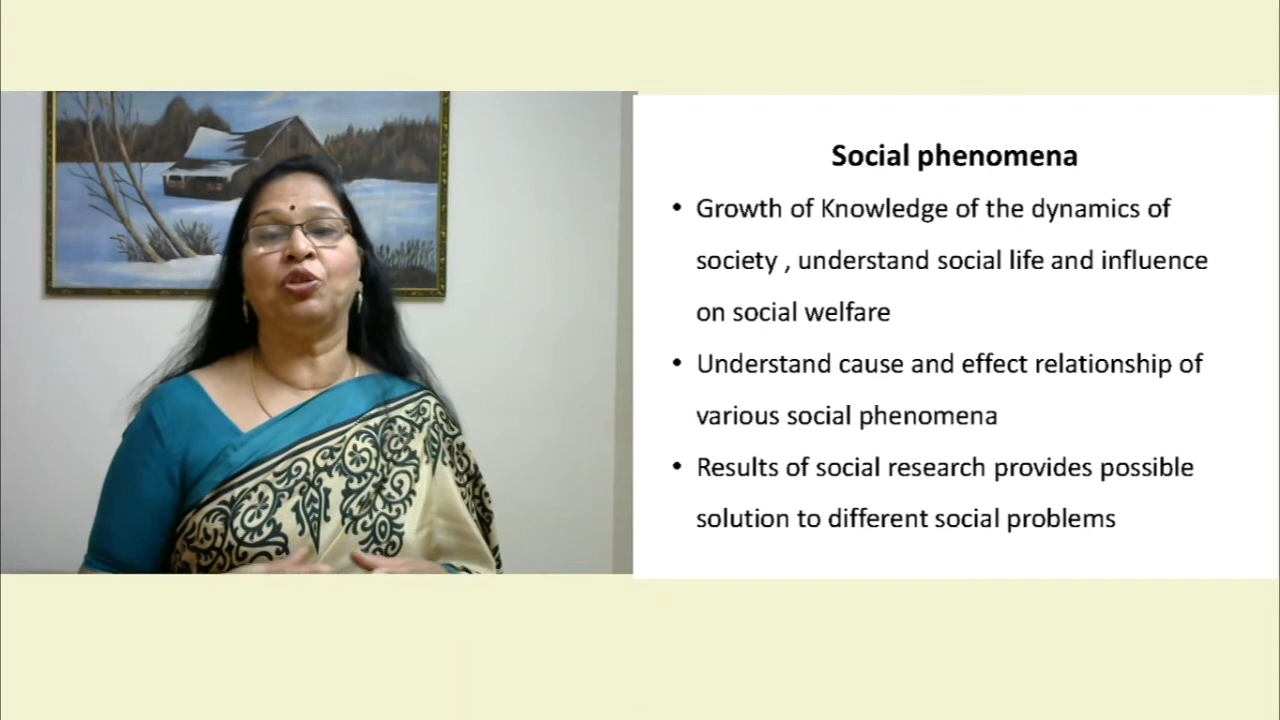 Social phenomena
• Growth of Knowledge of the dynamics of
society , understand social life and influence
on social welfare
• Understand cause and effect relationship of
various social phenomena
• Results of social research provides possible
solution to different social problems